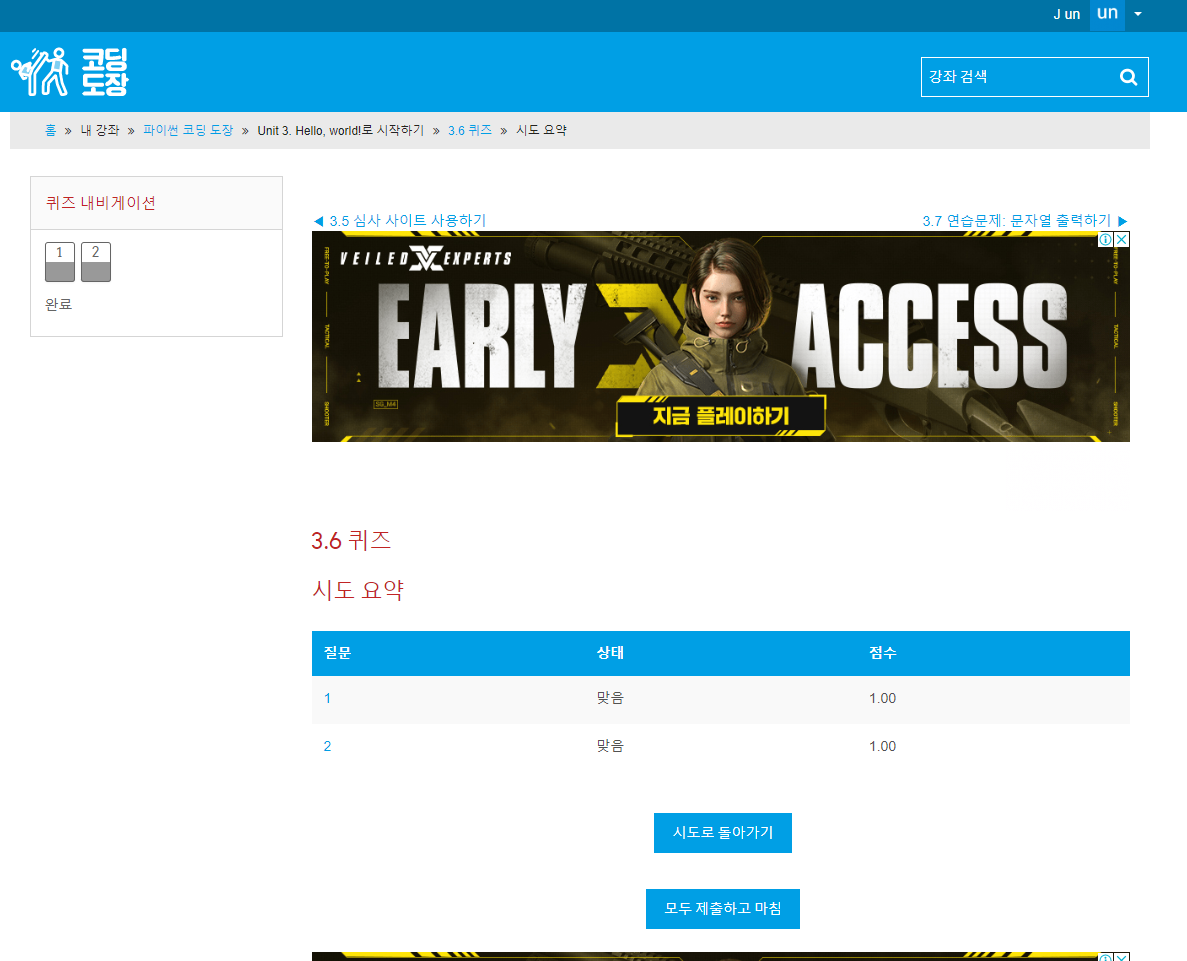 J un un
코딩
도장
강좌 검색
홈 » 내 강좌 » 파이썬 코딩 도장 » Unit 3. Hello, world!로 시작하기 » 3.6 퀴즈 » 시도 요약
퀴즈 내비게이션
1 2
완료
◀ 3.5 심사 사이트 사용하기
3.7 연습문제: 문자열 출력하기 ▶
VEILED EXPERTS
EARLY ACCESS
FREE-TO-PLAY
TACTICAL
SHOOTER
FREE-TO-PLAY
TACTICAL
SHOOTER
지금 플레이하기
3.6 퀴즈
시도 요약
질문 상태 점수
1 맞음 1.00
2 맞음 1.00
시도로 돌아가기
모두 제출하고 마침